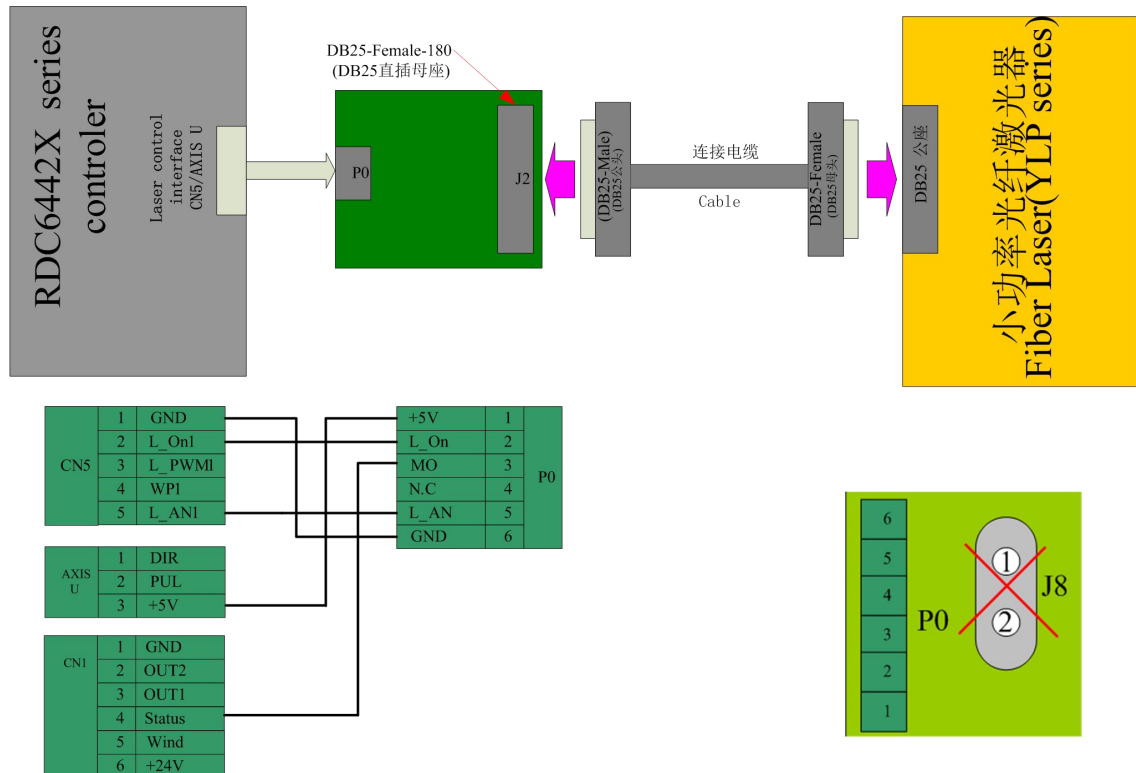 RDC6442X series
controler
Laser control
interface
CN5/AXIS U
DB25-Female-180
(DB25直插母座)
P0
J2
(DB25-Male)
(DB25公头)
连接电缆
Cable
DB25-Female
(DB25母头)
DB25 公座
小功率光纤激光器
Fiber Laser(YLP series)
CN5
1 GND
2 L_On1
3 L_PWM1
4 WP1
5 L_AN1
AXIS
U
1 DIR
2 PUL
3 +5V
CN1
1 GND
2 OUT2
3 OUT1
4 Status
5 Wind
6 +24V
+5V 1
L_On 2
MO 3
N.C 4
L_AN 5
GND 6
P0
6
5
4
3
2
1
P0
1
2
J8